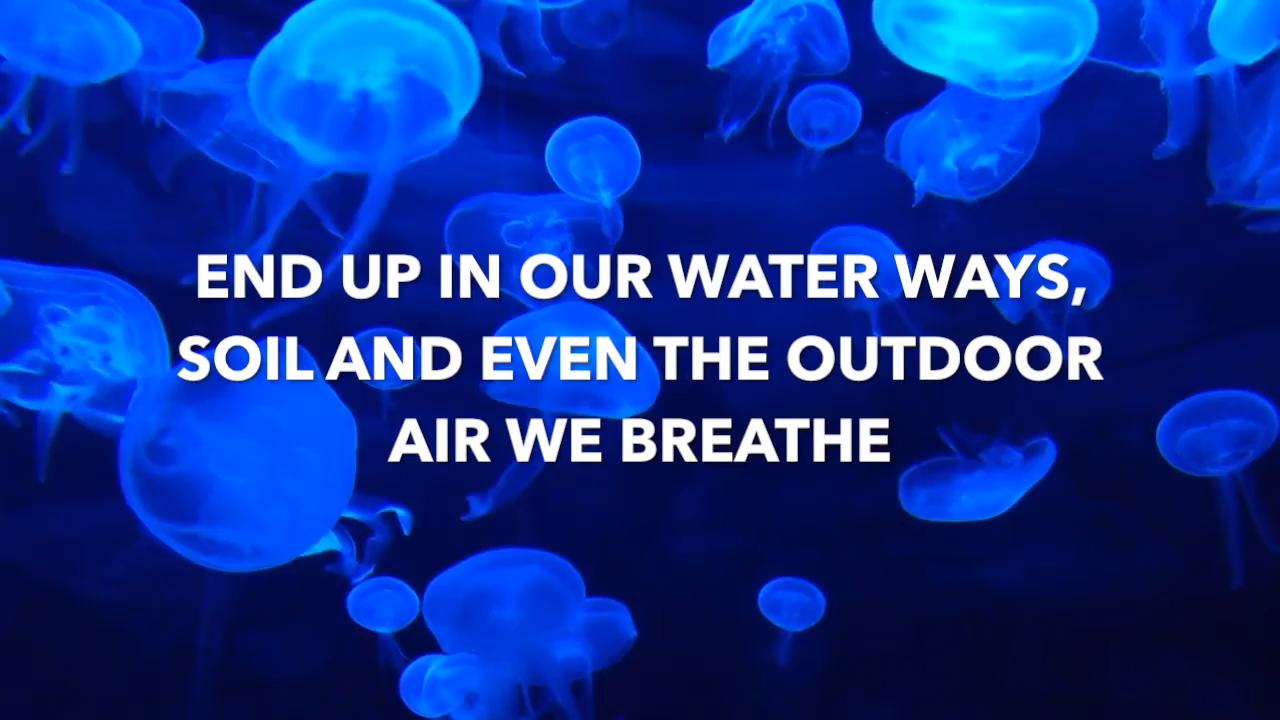 END UP IN OUR WATER WAYS,
SOIL AND EVEN THE OUTDOOR
AIR WE BREATHE